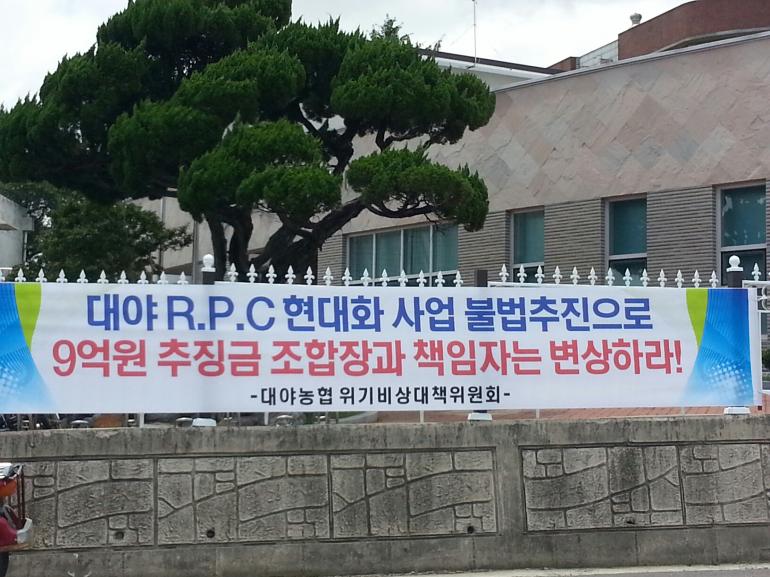 대야 R.P.C 현대화 사업 불법추진으로
9억원 추징금 조합장과 책임자는 변상하라!
-대야농협 위기비상대책위원회-